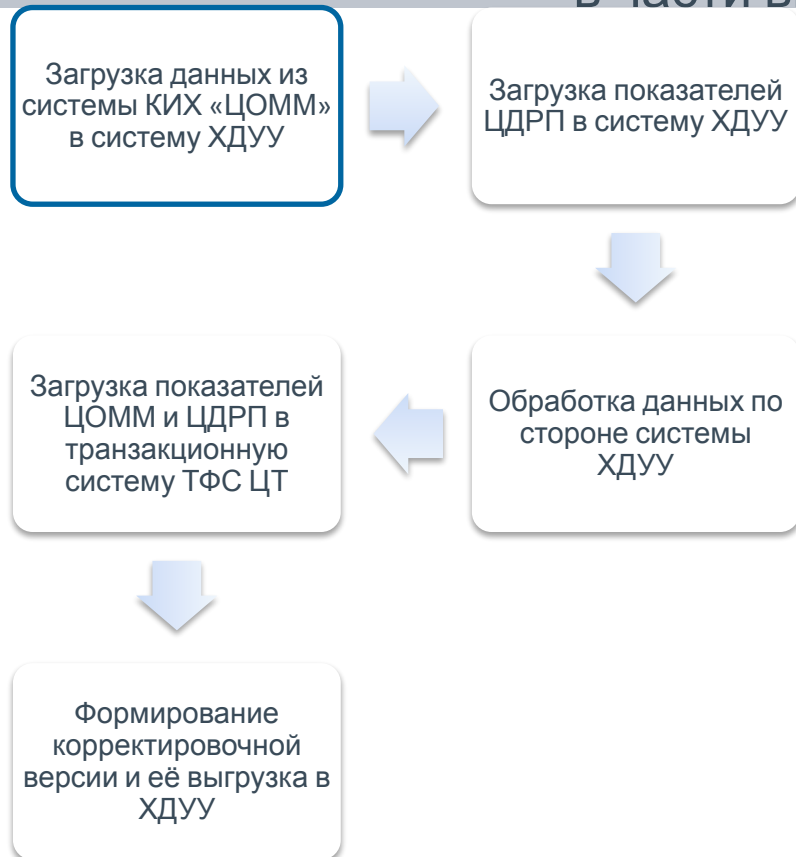 Загрузка данных из
системы КИХ «ЦОММ»
в систему ХДУУ
Загрузка показателей
ЦДРП в систему ХДУУ
Обработка данных по
стороне системы
ХДУУ
Загрузка показателей
ЦОММ и ЦДРП в
транзакционную
систему ТФС ЦТ
Формирование
корректировочной
версии и её выгрузка в
ХДУУ